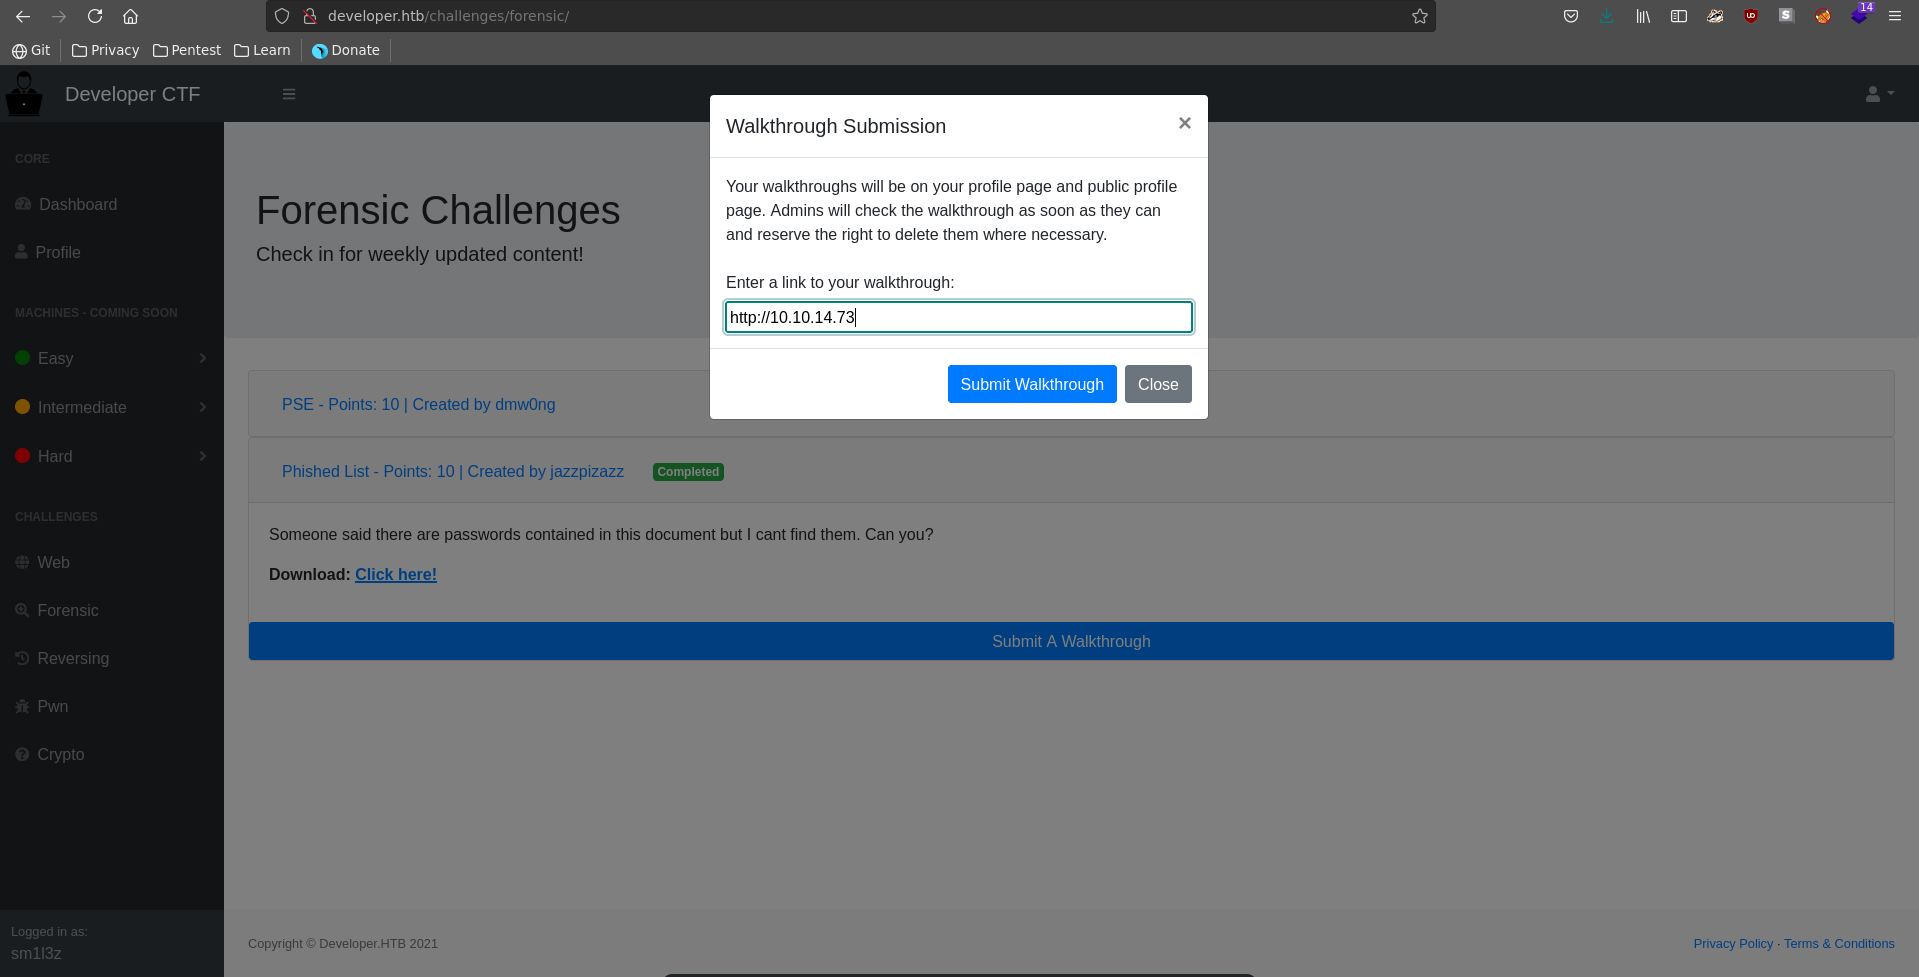 developer.htb/challenges/forensic/
14
Git
Privacy
Pentest
Learn
Donate
Developer CTF
CORE
Dashboard
Profile
MACHINES - COMING SOON
Easy
Intermediate
Hard
CHALLENGES
Web
Forensic
Reversing
Pwn
Crypto
Logged in as:
sm1l3z
Forensic Challenges
Check in for weekly updated content!
Walkthrough Submission
×
Your walkthroughs will be on your profile page and public profile
page. Admins will check the walkthrough as soon as they can
and reserve the right to delete them where necessary.
Enter a link to your walkthrough:
http://10.10.14.73
Submit Walkthrough
Close
PSE - Points: 10 | Created by dmw0ng
Phished List - Points: 10 | Created by jazzpizazz
Completed
Someone said there are passwords contained in this document but I cant find them. Can you?
Download: Click here!
Submit A Walkthrough
Copyright © Developer.HTB 2021
Privacy Policy · Terms & Conditions